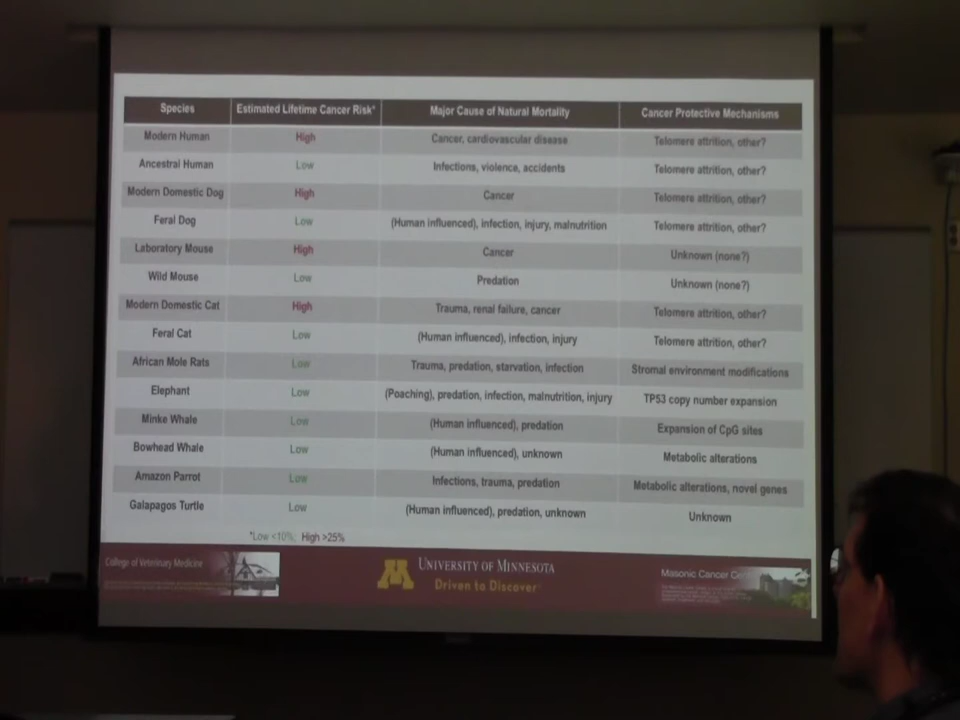 Species Estimated Lifetime Cancer Risk* Major Cause of Natural Mortality Cancer Protective Mechanisms
Modern Human High Cancer, cardiovascular disease Telomere attrition, other?
Ancestral Human Low Infections, violence, accidents Telomere attrition, other?
Modern Domestic Dog High Cancer Telomere attrition, other?
Feral Dog Low (Human influenced), infection, injury, malnutrition Telomere attrition, other?
Laboratory Mouse High Cancer Unknown (none?)
Wild Mouse Low Predation Unknown (none?)
Modern Domestic Cat High Trauma, renal failure, cancer Telomere attrition, other?
Feral Cat Low (Human influenced), infection, injury Telomere attrition, other?
African Mole Rats Low Trauma, predation, starvation, infection Stromal environment modifications
Elephant Low (Poaching), predation, infection, malnutrition, injury TP53 copy number expansion
Minke Whale Low (Human influenced), predation Expansion of CpG sites
Bowhead Whale Low (Human influenced), unknown Metabolic alterations
Amazon Parrot Low Infections, trauma, predation Metabolic alterations, novel genes
Galapagos Turtle Low (Human influenced), predation, unknown Unknown
*Low <10%; High >25%
College of Veterinary Medicine
UNIVERSITY OF MINNESOTA
Driven to Discover
Masonic Cancer